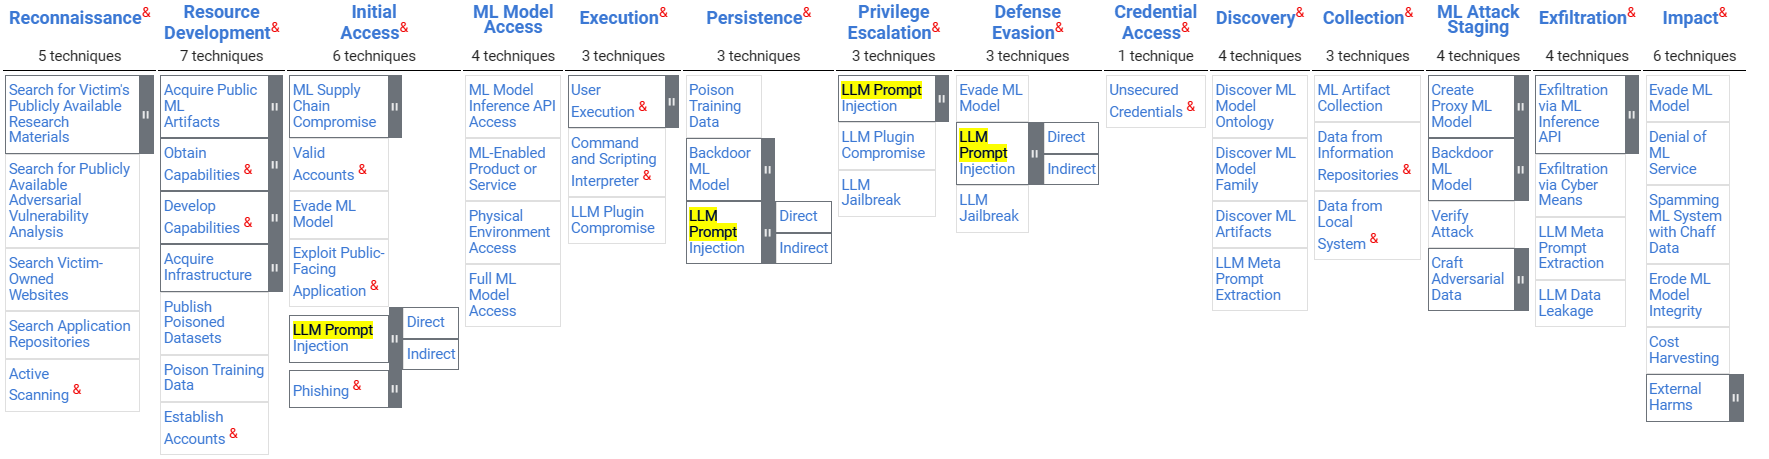 Reconnaissance&
5 techniques
Search for Victim's
Publicly Available
Research
Materials
Search for Publicly
Available
Adversarial
Vulnerability
Analysis
Search Victim-
Owned
Websites
Search Application
Repositories
Active
Scanning &
Resource
Development&
7 techniques
Acquire Public
ML
Artifacts
Obtain
Capabilities &
Develop
Capabilities &
Acquire
Infrastructure
Publish
Poisoned
Datasets
Poison Training
Data
Establish
Accounts &
Initial
Access&
6 techniques
ML Supply
Chain
Compromise
Valid
Accounts &
Evade ML
Model
Exploit Public-
Facing
Application &
LLM Prompt
Injection
Direct
Indirect
Phishing &
ML Model
Access
4 techniques
ML Model
Inference API
Access
ML-Enabled
Product or
Service
Physical
Environment
Access
Full ML
Model
Access
Execution&
3 techniques
User
Execution &
Command
and Scripting
Interpreter &
LLM Plugin
Compromise
Persistence&
3 techniques
Poison
Training
Data
Backdoor
ML
Model
LLM
Prompt
Injection
Direct
Indirect
Privilege
Escalation&
3 techniques
LLM Prompt
Injection
LLM Plugin
Compromise
LLM
Jailbreak
Defense
Evasion&
3 techniques
Evade ML
Model
LLM
Prompt
Injection
Direct
Indirect
LLM
Jailbreak
Credential
Access&
1 technique
Unsecured
Credentials &
Discovery&
4 techniques
Discover ML
Model
Ontology
Discover ML
Model
Family
Discover ML
Artifacts
LLM Meta
Prompt
Extraction
Collection&
3 techniques
ML Artifact
Collection
Data from
Information
Repositories &
Data from
Local
System &
ML Attack
Staging
4 techniques
Create
Proxy ML
Model
Backdoor
ML
Model
Verify
Attack
Craft
Adversarial
Data
Exfiltration&
4 techniques
Exfiltration
via ML
Inference
API
Exfiltration
via Cyber
Means
LLM Meta
Prompt
Extraction
LLM Data
Leakage
Impact&
6 techniques
Evade ML
Model
Denial of
ML
Service
Spamming
ML System
with Chaff
Data
Erode ML
Model
Integrity
Cost
Harvesting
External
Harms